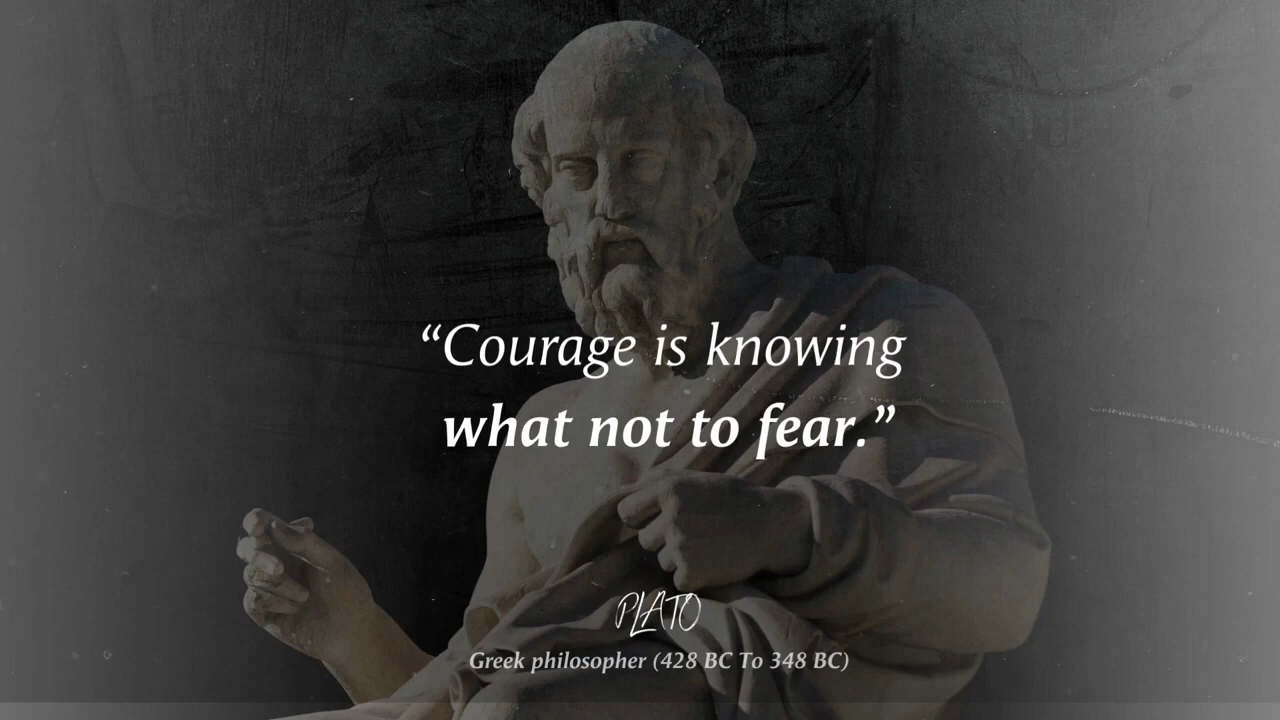 “Courage is knowing
what not to fear.”
PLATO
Greek philosopher (428 BC To 348 BC)